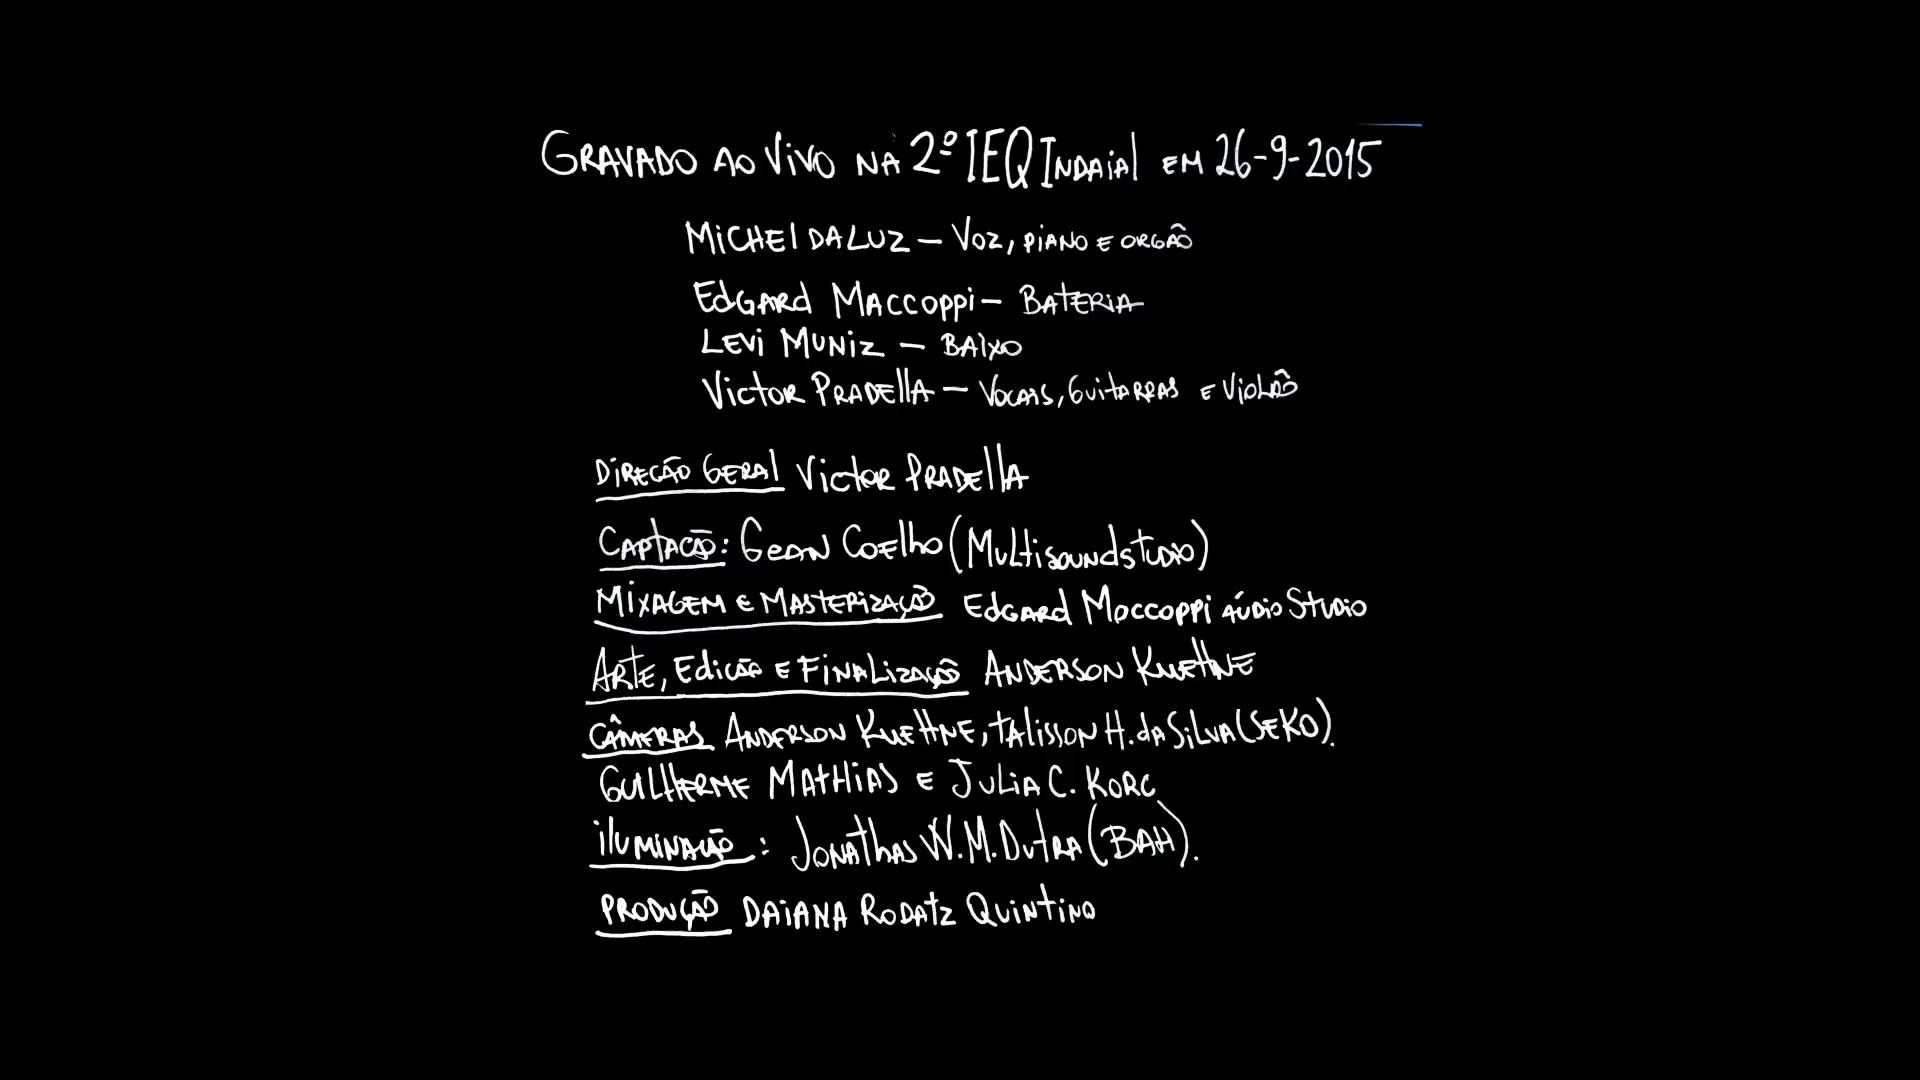 GRAVADO AO VIVO NA 2º IEQ INDAIAL EM 26-9-2015
MICHEL DA LUZ – VOZ, PIANO E ORGÃO
EDGARD MACCOPPI – BATERIA
LEVI MUNIZ – BAIXO
VICTOR PRADELLA – VOCAIS, GUITARRAS E VIOLÃO
DIREÇÃO GERAL VICTOR PRADELLA
CAPTAÇÃO: GEAN COELHO (MULTISOUNDSTUDIO)
MIXAGEM E MASTERIZAÇÃO EDGARD MACCOPPI ÁUDIO STUDIO
ARTE, EDIÇÃO E FINALIZAÇÃO ANDERSON KUEHNE
CÂMERAS ANDERSON KUEHNE, TALISSON H. DA SILVA (SEKO).
GUILHERME MATHIAS E JULIA C. KORC
ILUMINAÇÃO: JONATHAS W. M. DUTRA (BAH).
PRODUÇÃO DAIANA RODATZ QUINTINO